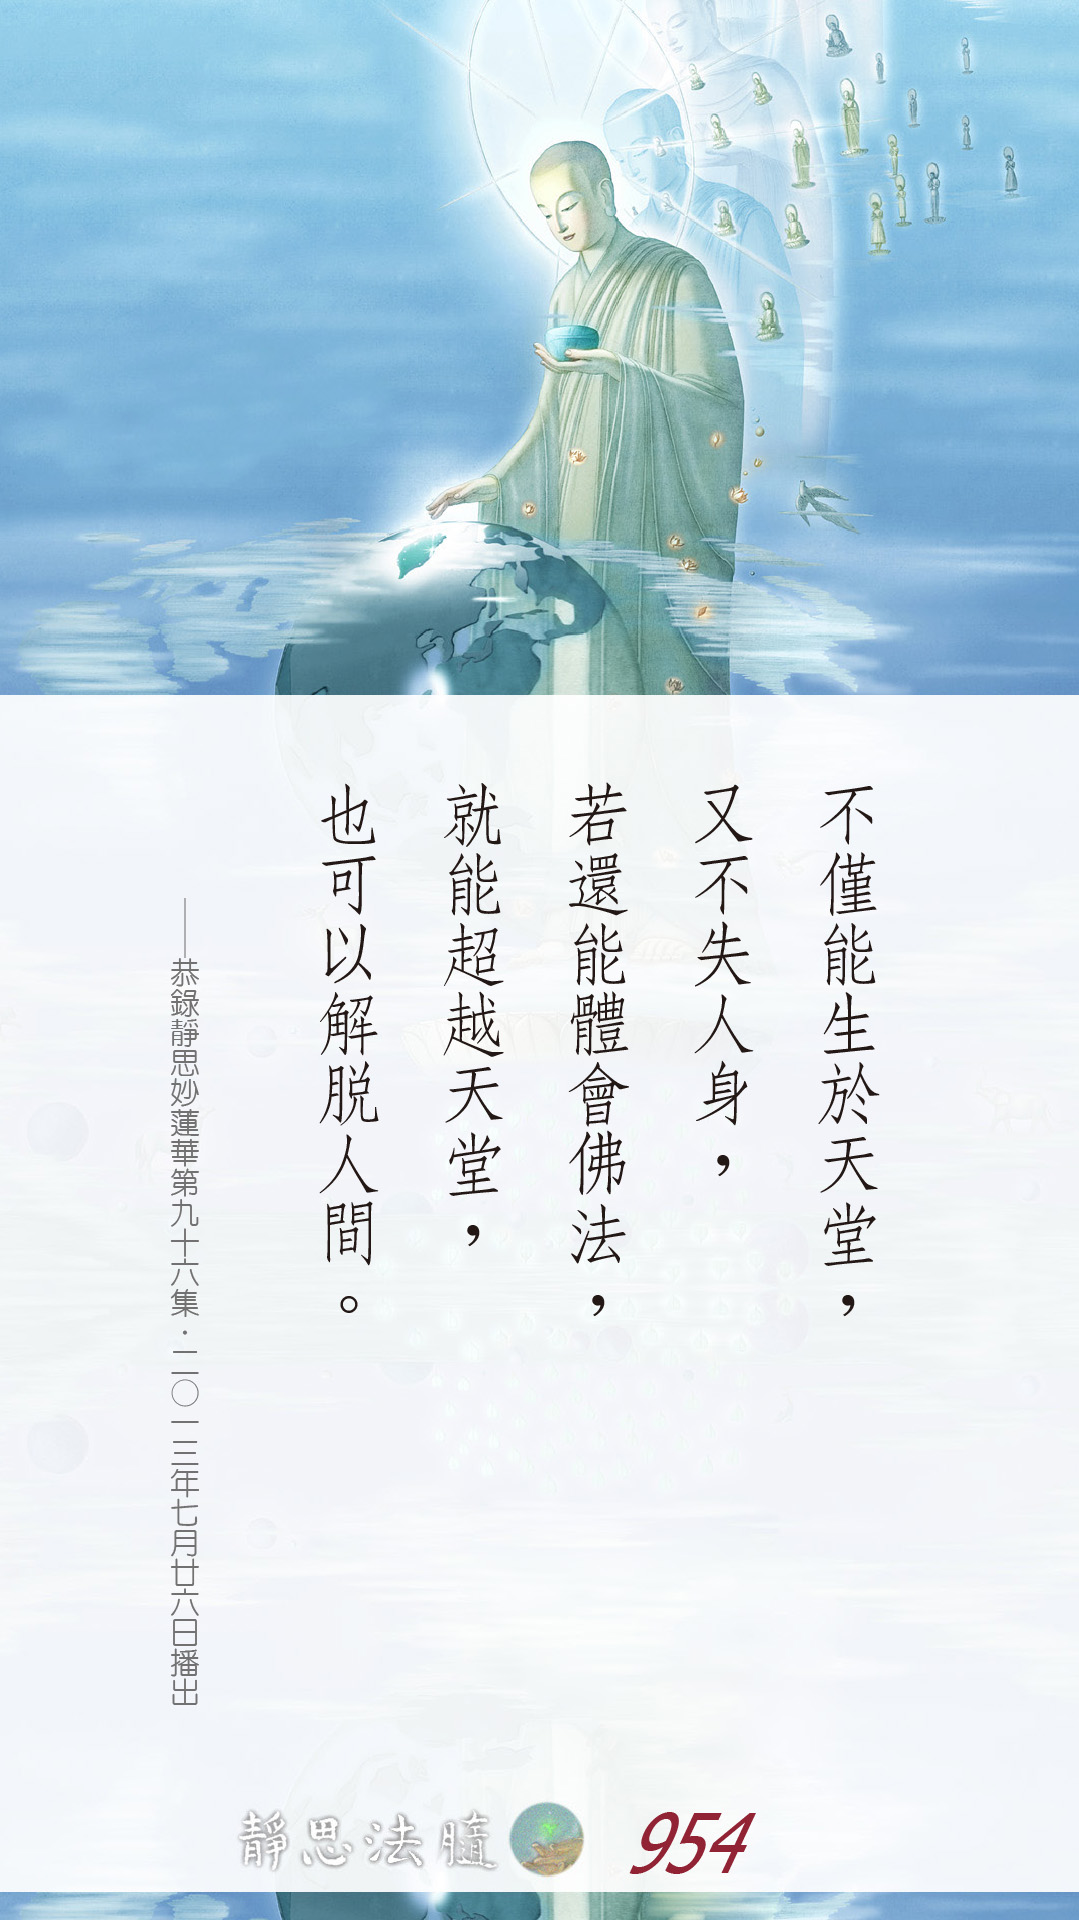 不僅能生於天堂，
又不失人身，
若還能體會佛法，
就能超越天堂，
也可以解脫人間。
——恭錄靜思妙蓮華第九十六集．二〇一三年七月廿六日播出
靜思法髓 954